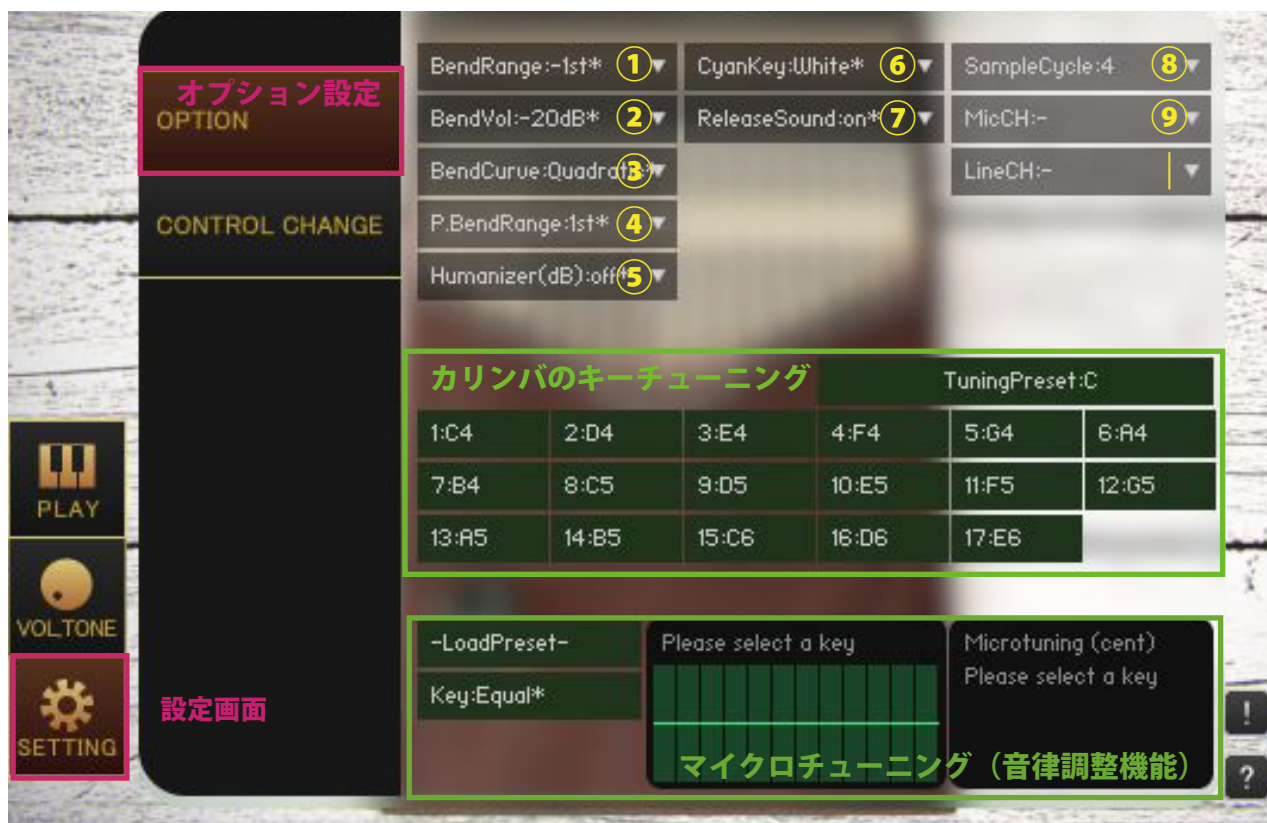 BendRange:-1st* ① ▼
CyanKey:White* ⑥ ▼
SampleCycle:4 ⑧ ▼
オプション設定
OPTION
BendVol:-20dB* ② ▼
ReleaseSound:on* ⑦ ▼
MicCH:- ⑨ ▼
BendCurve:Quadratic* ③ ▼
LineCH:- ▼
CONTROL CHANGE
P.BendRange:1st* ④ ▼
Humanizer(dB):off* ⑤ ▼
カリンバのキーチューニング
TuningPreset:C
1:C4 2:D4 3:E4 4:F4 5:G4 6:A4
7:B4 8:C5 9:D5 10:E5 11:F5 12:G5
13:A5 14:B5 15:C6 16:D6 17:E6
PLAY
VOL,TONE
SETTING
設定画面
-LoadPreset-
Key:Equal*
Please select a key
Microtuning (cent)
Please select a key
マイクロチューニング（音律調整機能）
!
?